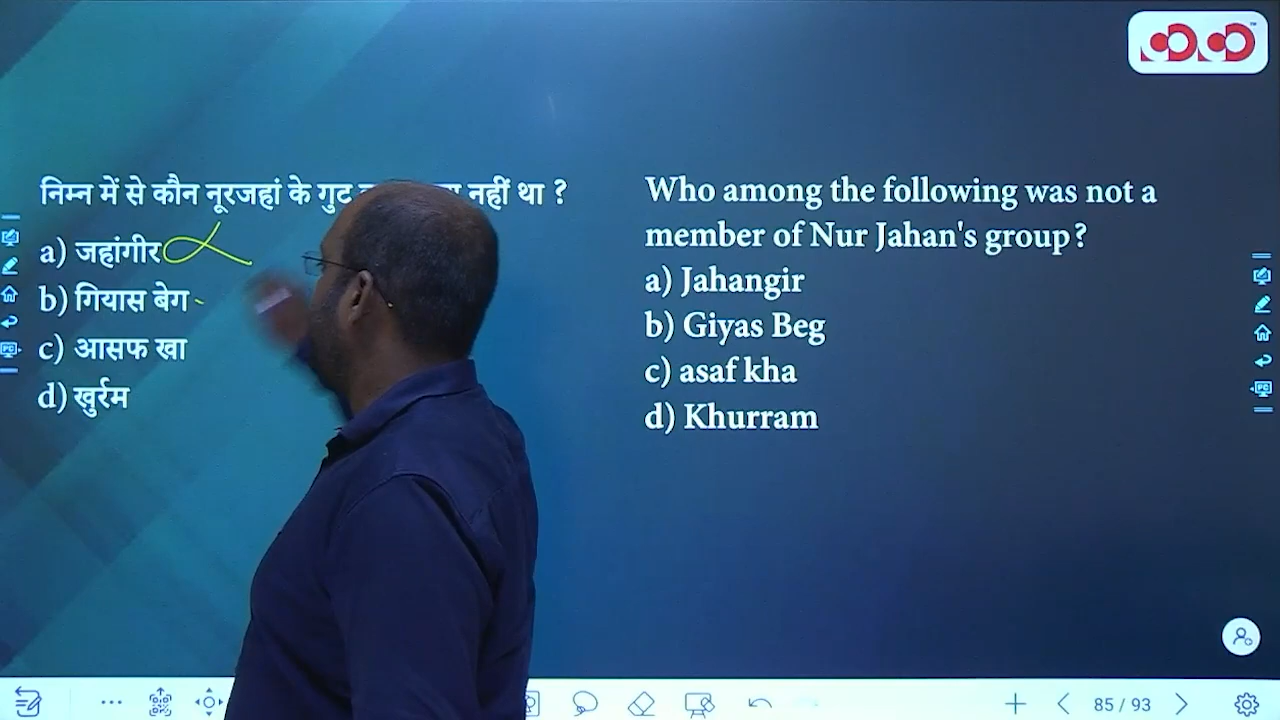 निम्न में से कौन नूरजहां के गुट नहीं था ?
a) जहांगीर
b) गियास बेग
c) आसफ खा
d) खुर्रम
Who among the following was not a
member of Nur Jahan's group?
a) Jahangir
b) Giyas Beg
c) asaf kha
d) Khurram
85 / 93